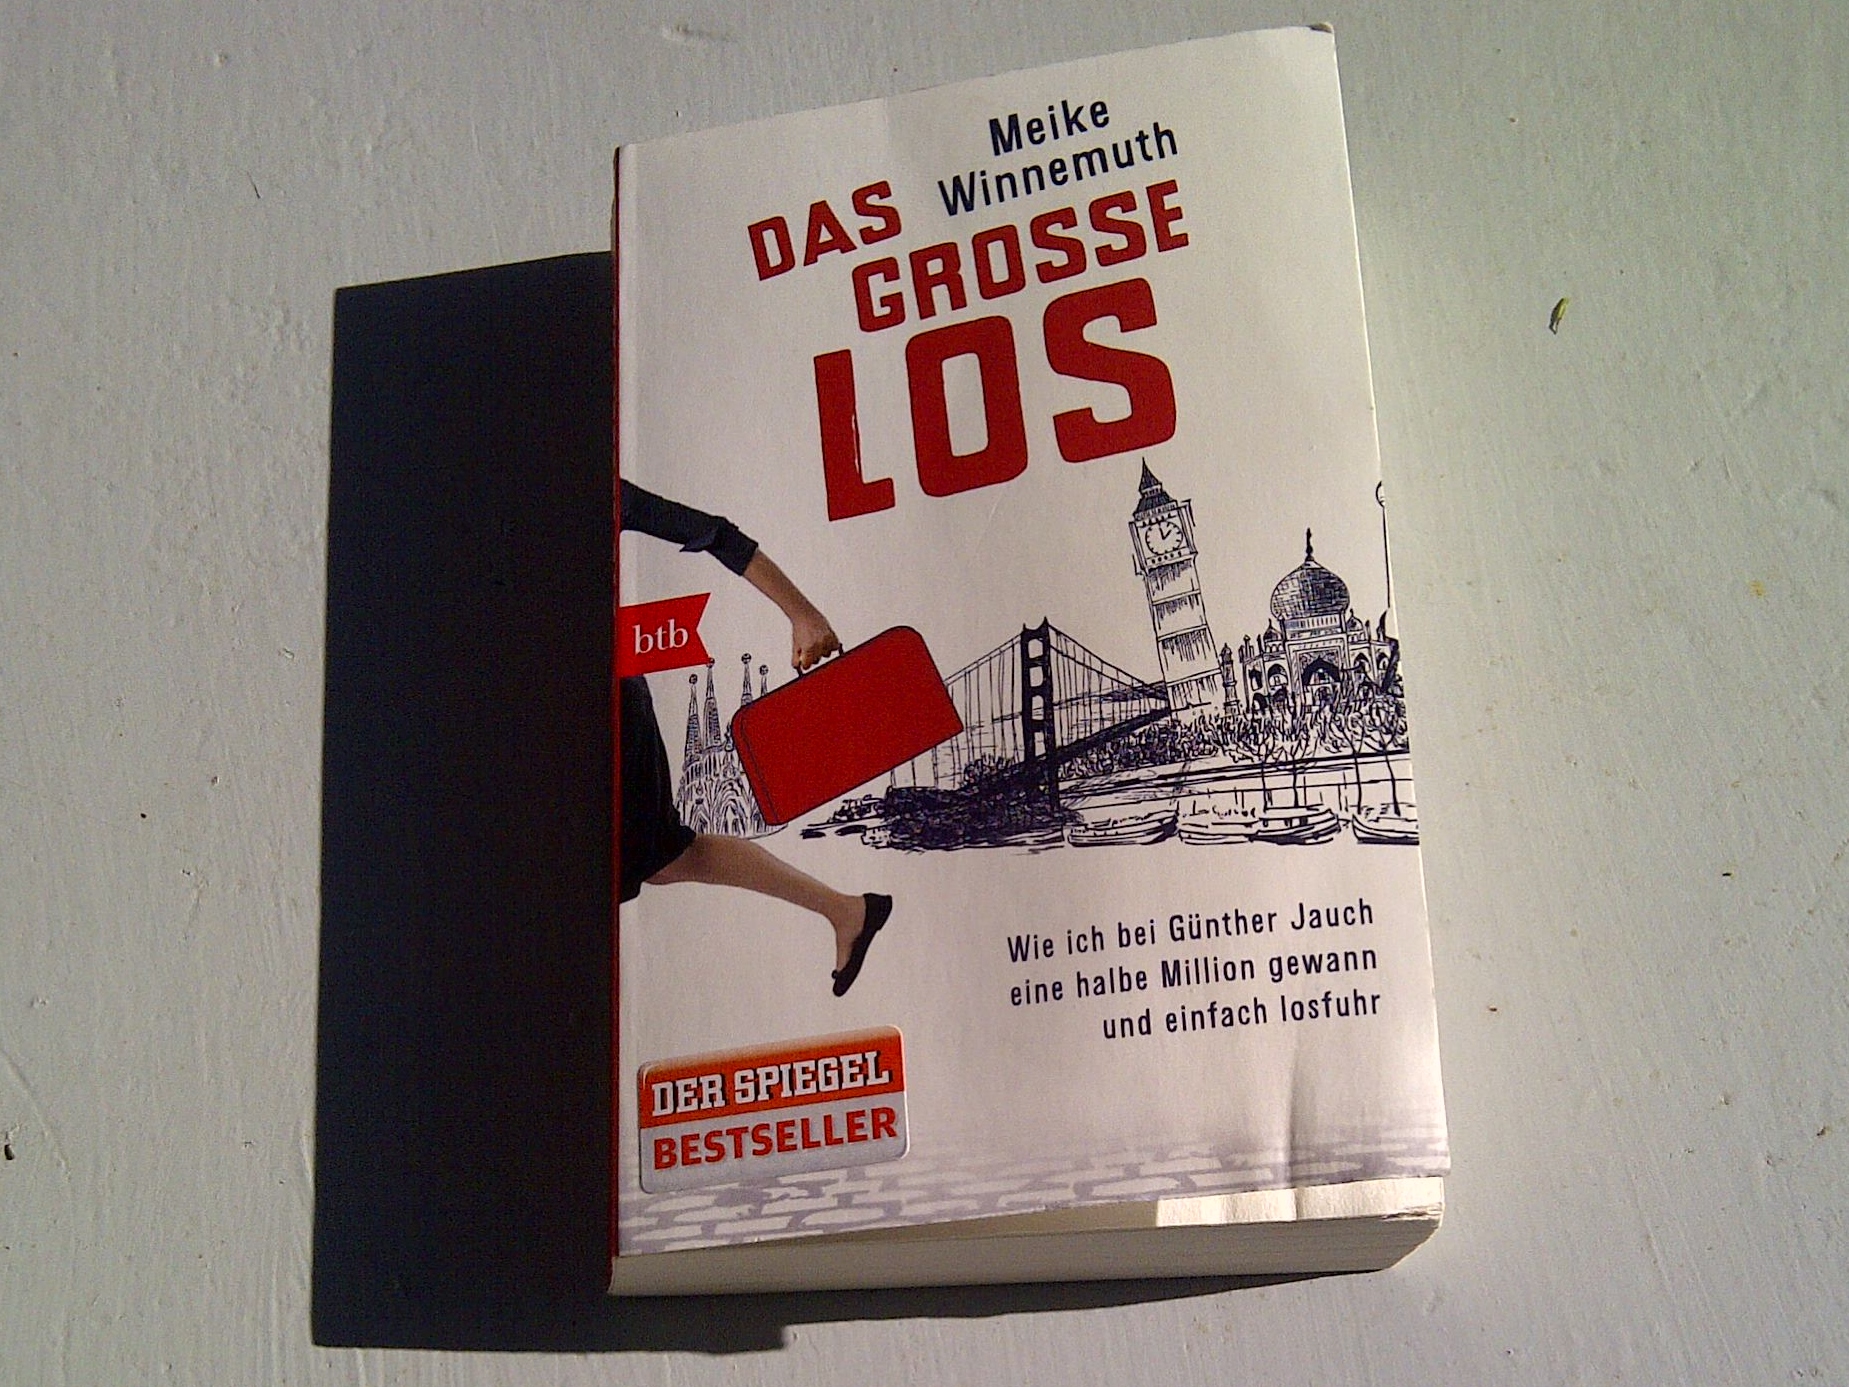 Meike
Winnemuth
DAS
GROSSE
LOS
btb
Wie ich bei Günther Jauch
eine halbe Million gewann
und einfach losfuhr
DER SPIEGEL
BESTSELLER